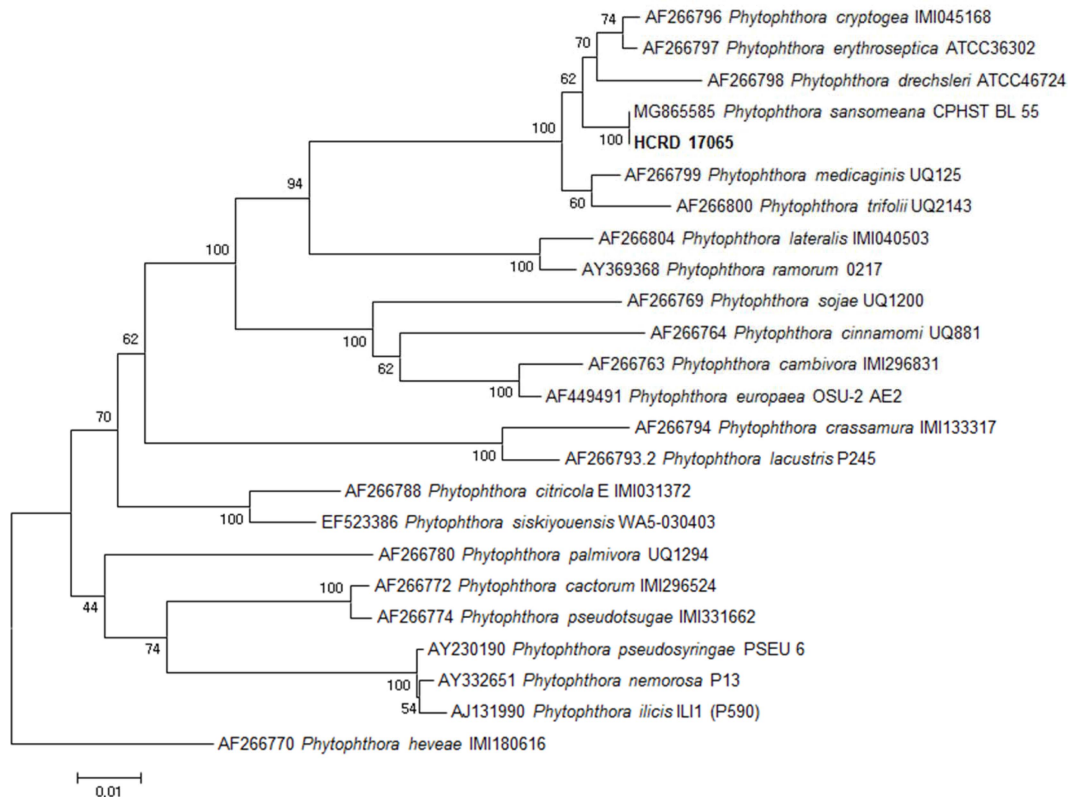 74
AF266796 Phytophthora cryptogea IMI045168
70
AF266797 Phytophthora erythroseptica ATCC36302
62
AF266798 Phytophthora drechsleri ATCC46724
MG865585 Phytophthora sansomeana CPHST BL 55
100
100
HCRD 17065
AF266799 Phytophthora medicaginis UQ125
94
60
AF266800 Phytophthora trifolii UQ2143
AF266804 Phytophthora lateralis IMI040503
100
100
AY369368 Phytophthora ramorum 0217
AF266769 Phytophthora sojae UQ1200
100
AF266764 Phytophthora cinnamomi UQ881
62
62
AF266763 Phytophthora cambivora IMI296831
100
AF449491 Phytophthora europaea OSU-2 AE2
70
AF266794 Phytophthora crassamura IMI133317
100
AF266793.2 Phytophthora lacustris P245
AF266788 Phytophthora citricola E IMI031372
100
EF523386 Phytophthora siskiyouensis WA5-030403
AF266780 Phytophthora palmivora UQ1294
100
AF266772 Phytophthora cactorum IMI296524
44
AF266774 Phytophthora pseudotsugae IMI331662
74
AY230190 Phytophthora pseudosyringae PSEU 6
100
AY332651 Phytophthora nemorosa P13
54
AJ131990 Phytophthora ilicis ILI1 (P590)
AF266770 Phytophthora heveae IMI180616
0.01